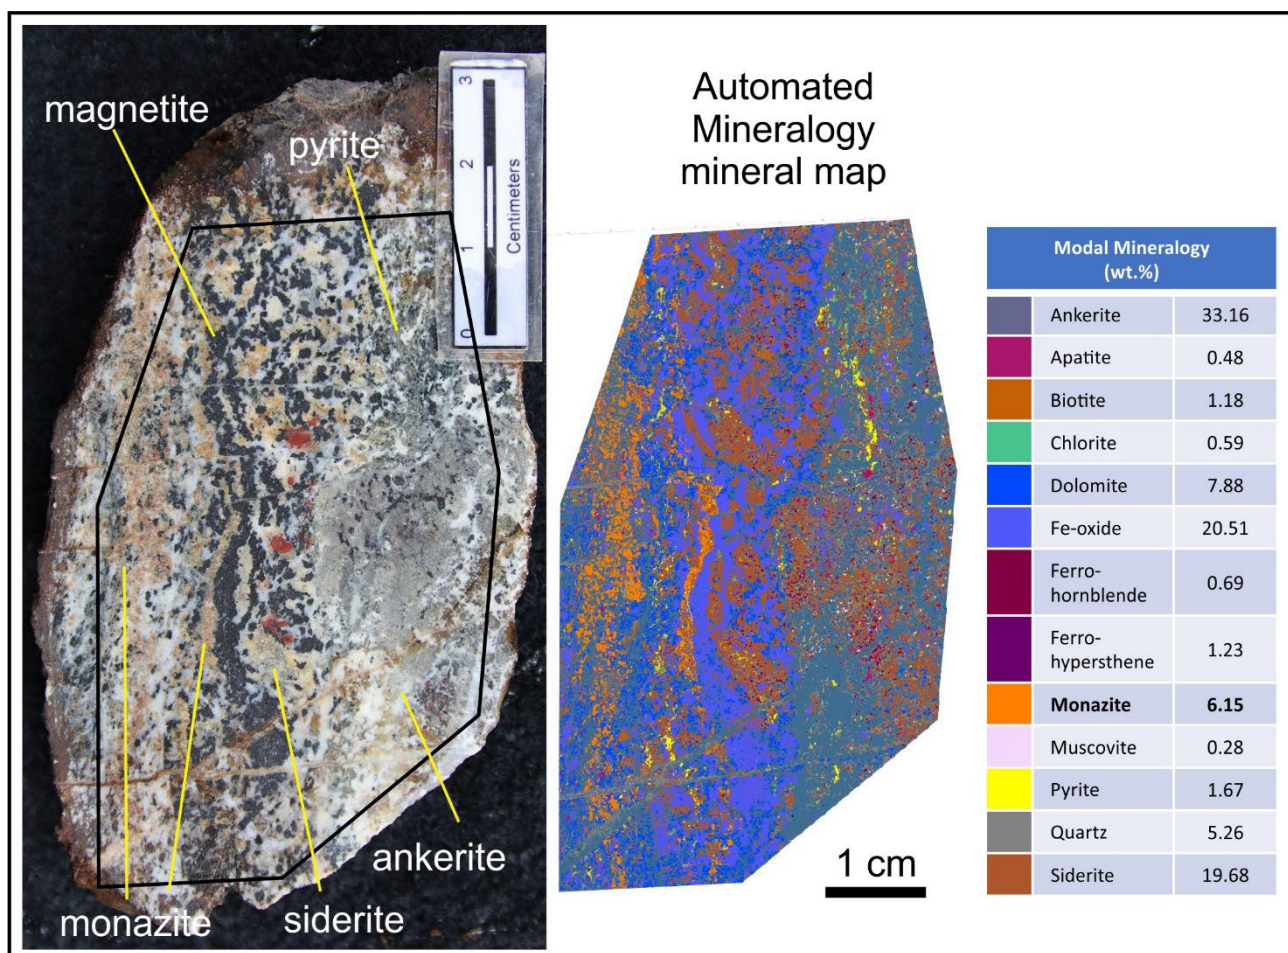 magnetite
pyrite
3
2
1
0
Centimeters
monazite
siderite
ankerite
Automated
Mineralogy
mineral map
1 cm
Modal Mineralogy
(wt.%)
Ankerite 33.16
Apatite 0.48
Biotite 1.18
Chlorite 0.59
Dolomite 7.88
Fe-oxide 20.51
Ferro-
hornblende 0.69
Ferro-
hypersthene 1.23
Monazite 6.15
Muscovite 0.28
Pyrite 1.67
Quartz 5.26
Siderite 19.68